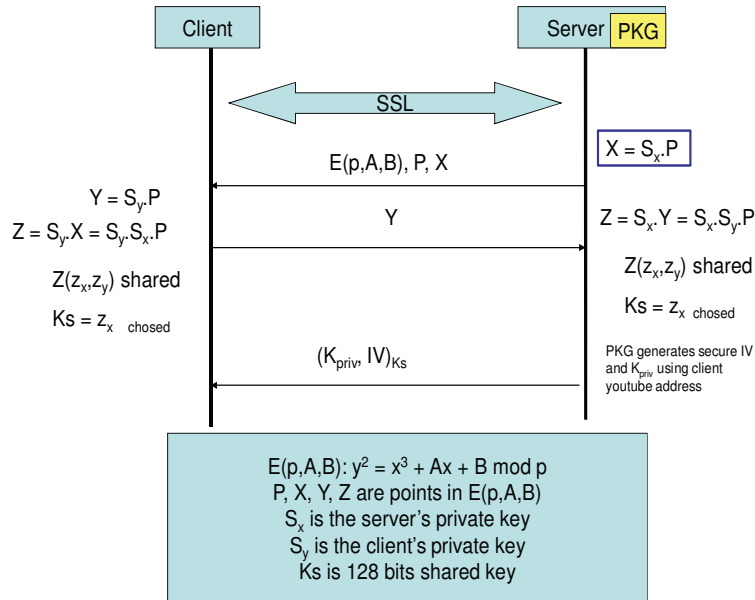 Client
Server PKG
SSL
X = Sx.P
E(p,A,B), P, X
Y = Sy.P
Y
Z = Sy.X = Sy.Sx.P
Z = Sx.Y = Sx.Sy.P
Z(zx,zy) shared
Z(zx,zy) shared
Ks = zx chosed
Ks = zx chosed
(Kpriv, IV)Ks
PKG generates secure IV
and Kpriv using client
youtube address
E(p,A,B): y² = x³ + Ax + B mod p
P, X, Y, Z are points in E(p,A,B)
Sx is the server's private key
Sy is the client's private key
Ks is 128 bits shared key